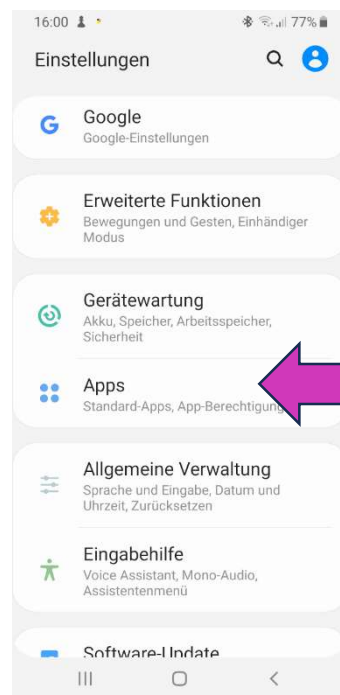 16:00 77%
Einstellungen
Google
Google-Einstellungen
Erweiterte Funktionen
Bewegungen und Gesten, Einhändiger
Modus
Gerätewartung
Akku, Speicher, Arbeitsspeicher,
Sicherheit
Apps
Standard-Apps,
Allgemeine Verwaltung
Sprache und Eingabe, Datum und
Uhrzeit, Zurücksetzen
Eingabehilfe
Voice Assistant, Mono-Audio,
Assistentenmenü
Software-Update